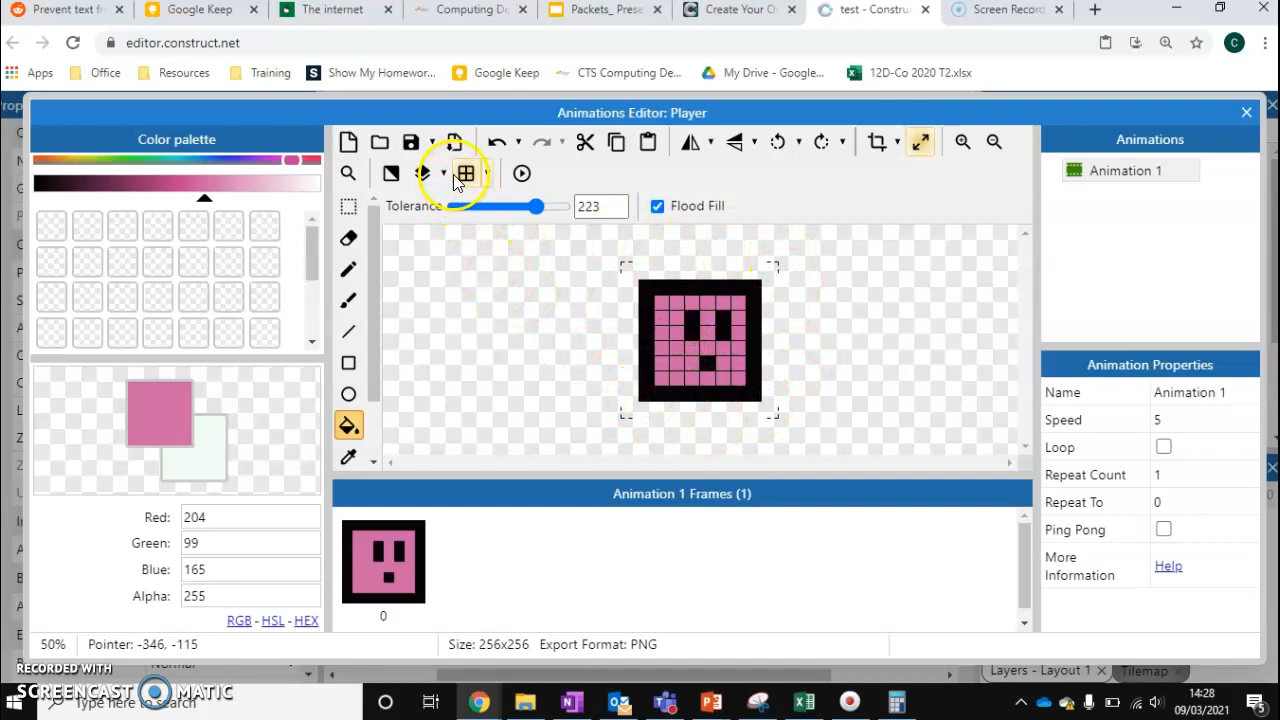 Prevent text fr
Google Keep
The internet
Computing De
Packets_ Prese
Create Your O
test - Constru
Screen Record
editor.construct.net
C
Apps
Office
Resources
Training
Show My Homewor...
Google Keep
CTS Computing De...
My Drive - Google...
12D-Co 2020 T2.xlsx
Prop
Animations Editor: Player
Color palette
Animations
Animation 1
Tolerance
223
Flood Fill
Animation Properties
Name
Animation 1
Speed
5
Loop
Repeat Count
1
Repeat To
0
Ping Pong
More Information
Help
Animation 1 Frames (1)
0
Red:
204
Green:
99
Blue:
165
Alpha:
255
RGB - HSL - HEX
50%
Pointer: -346, -115
Size: 256x256
Export Format: PNG
Normal
Layers - Layout 1
Tilemap
RECORDED WITH
SCREENCAST MATIC
Type here to search
14:28
09/03/2021
5